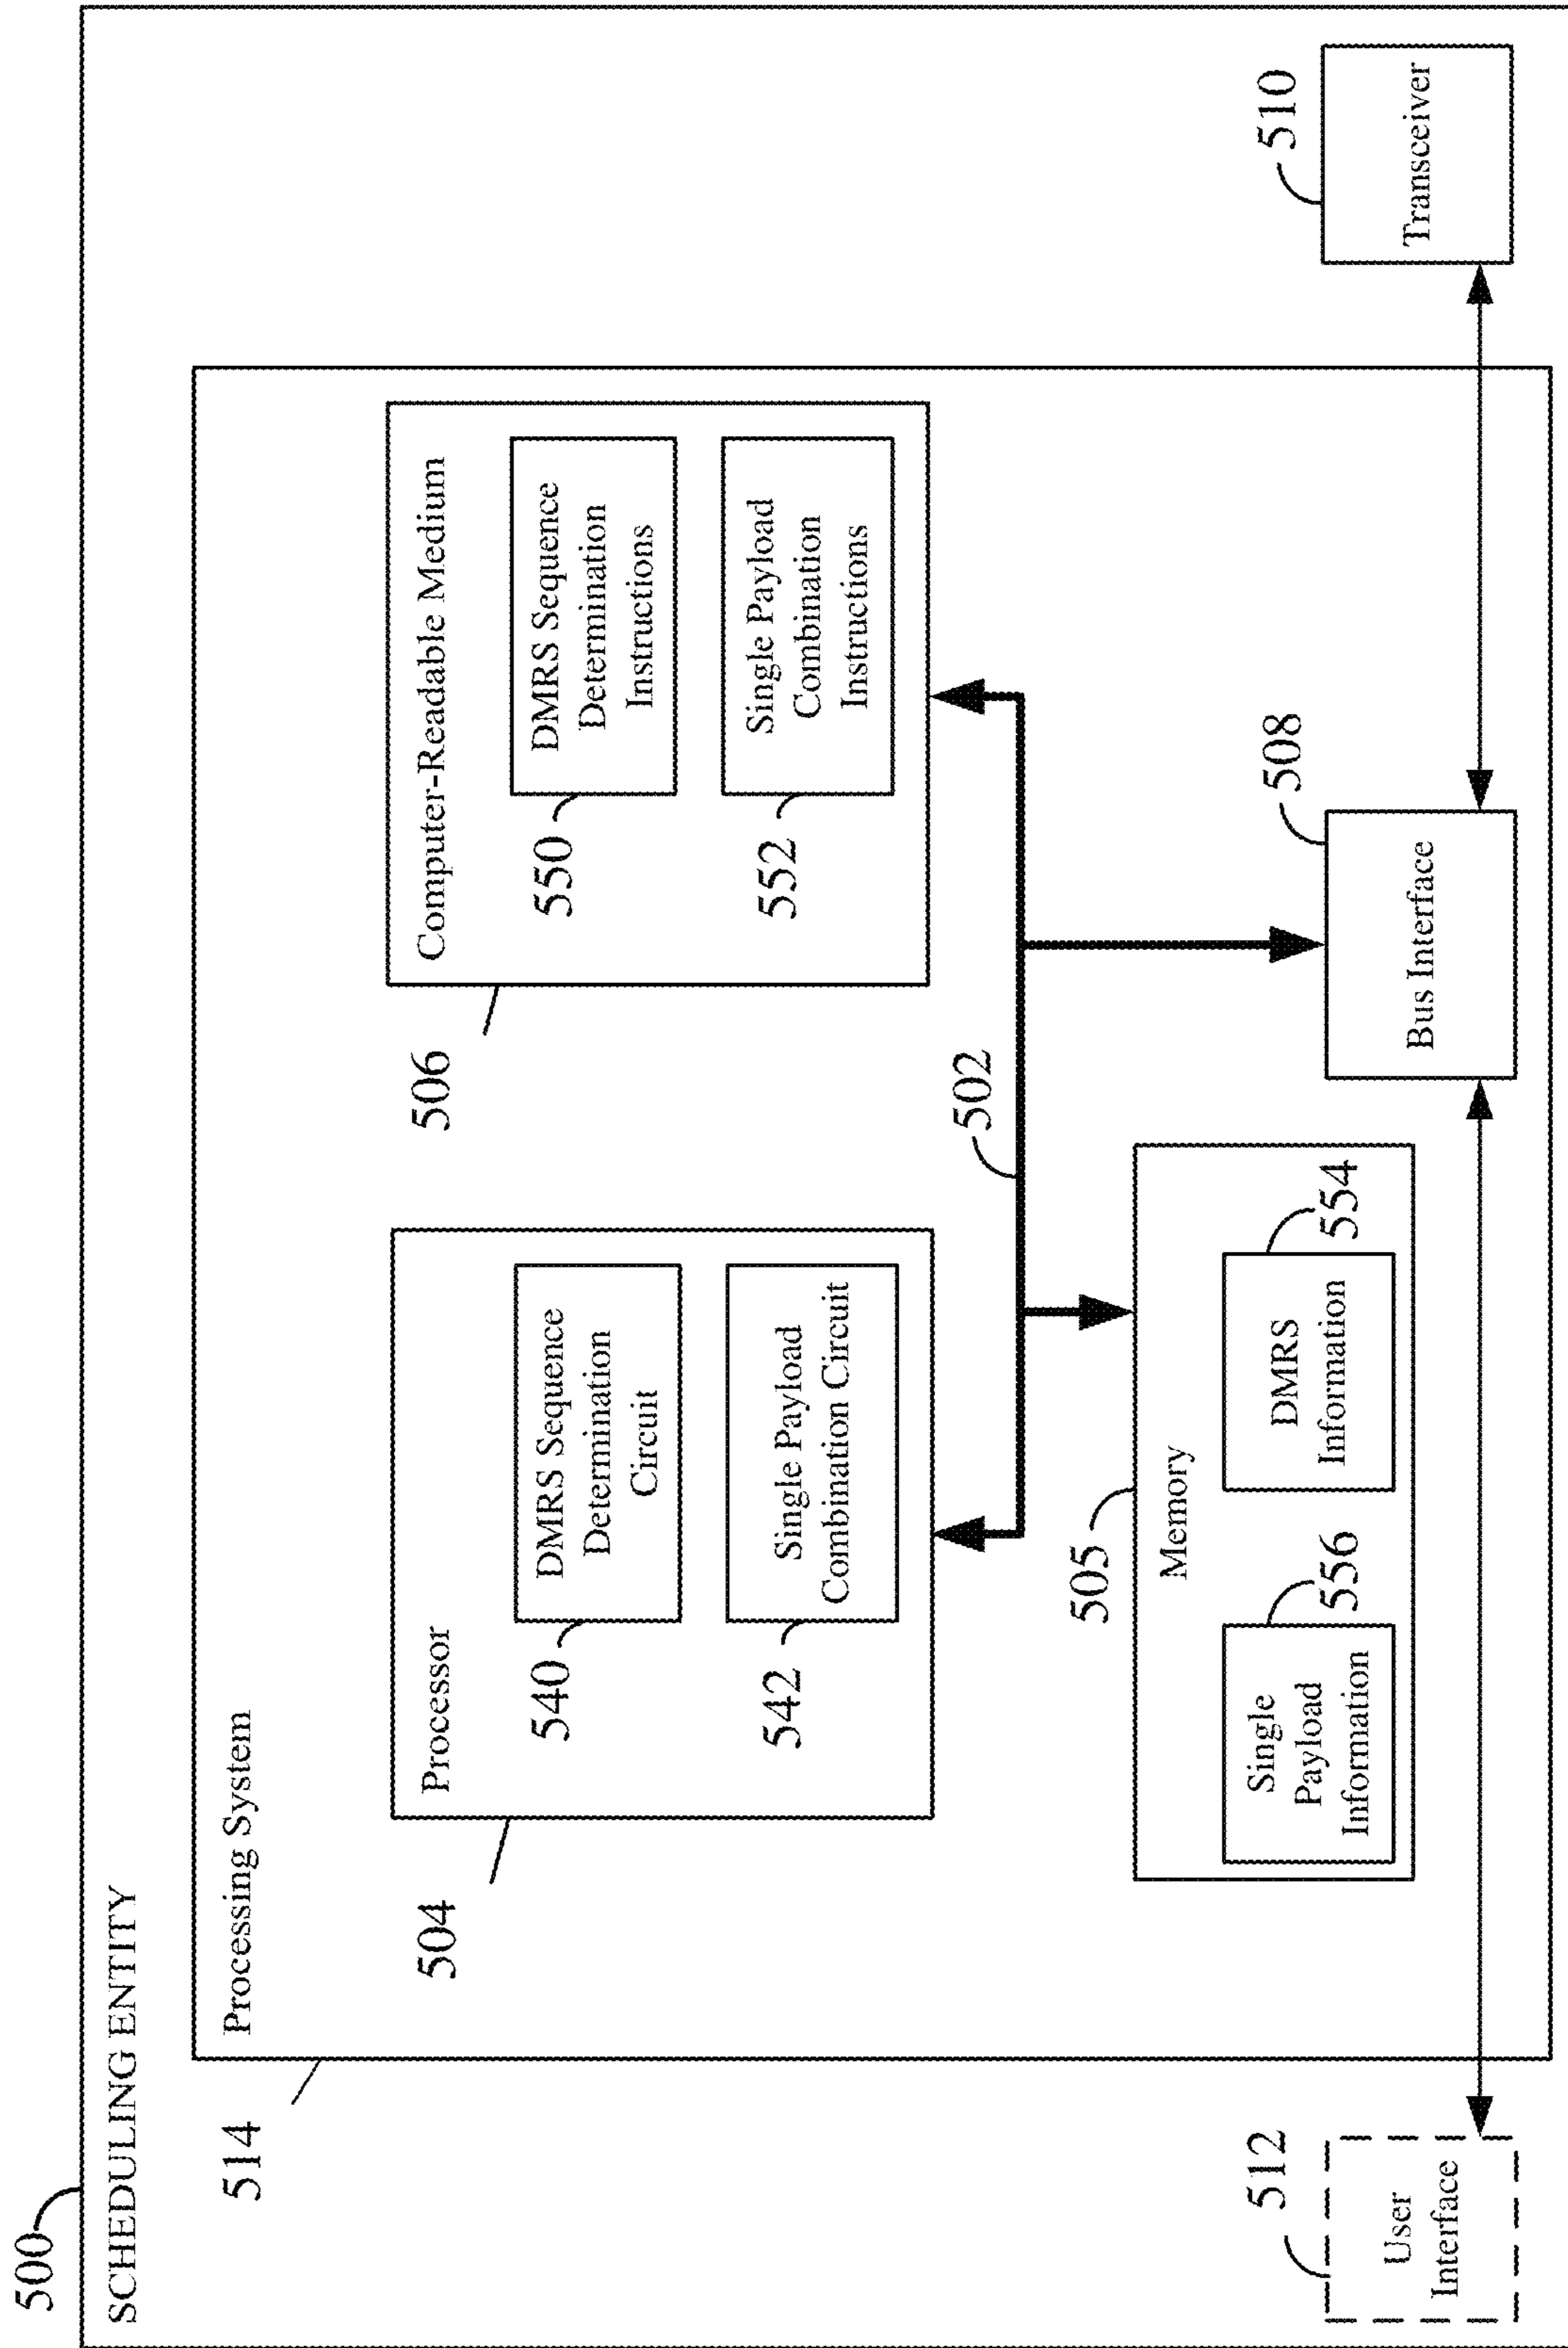 500
SCHEDULING ENTITY
514
Processing System
504
Processor
540
DMRS Sequence
Determination
Circuit
542
Single Payload
Combination Circuit
506
Computer-Readable Medium
550
DMRS Sequence
Determination
Instructions
552
Single Payload
Combination
Instructions
502
505
Memory
556
Single
Payload
Information
554
DMRS
Information
508
Bus Interface
512
User
Interface
510
Transceiver